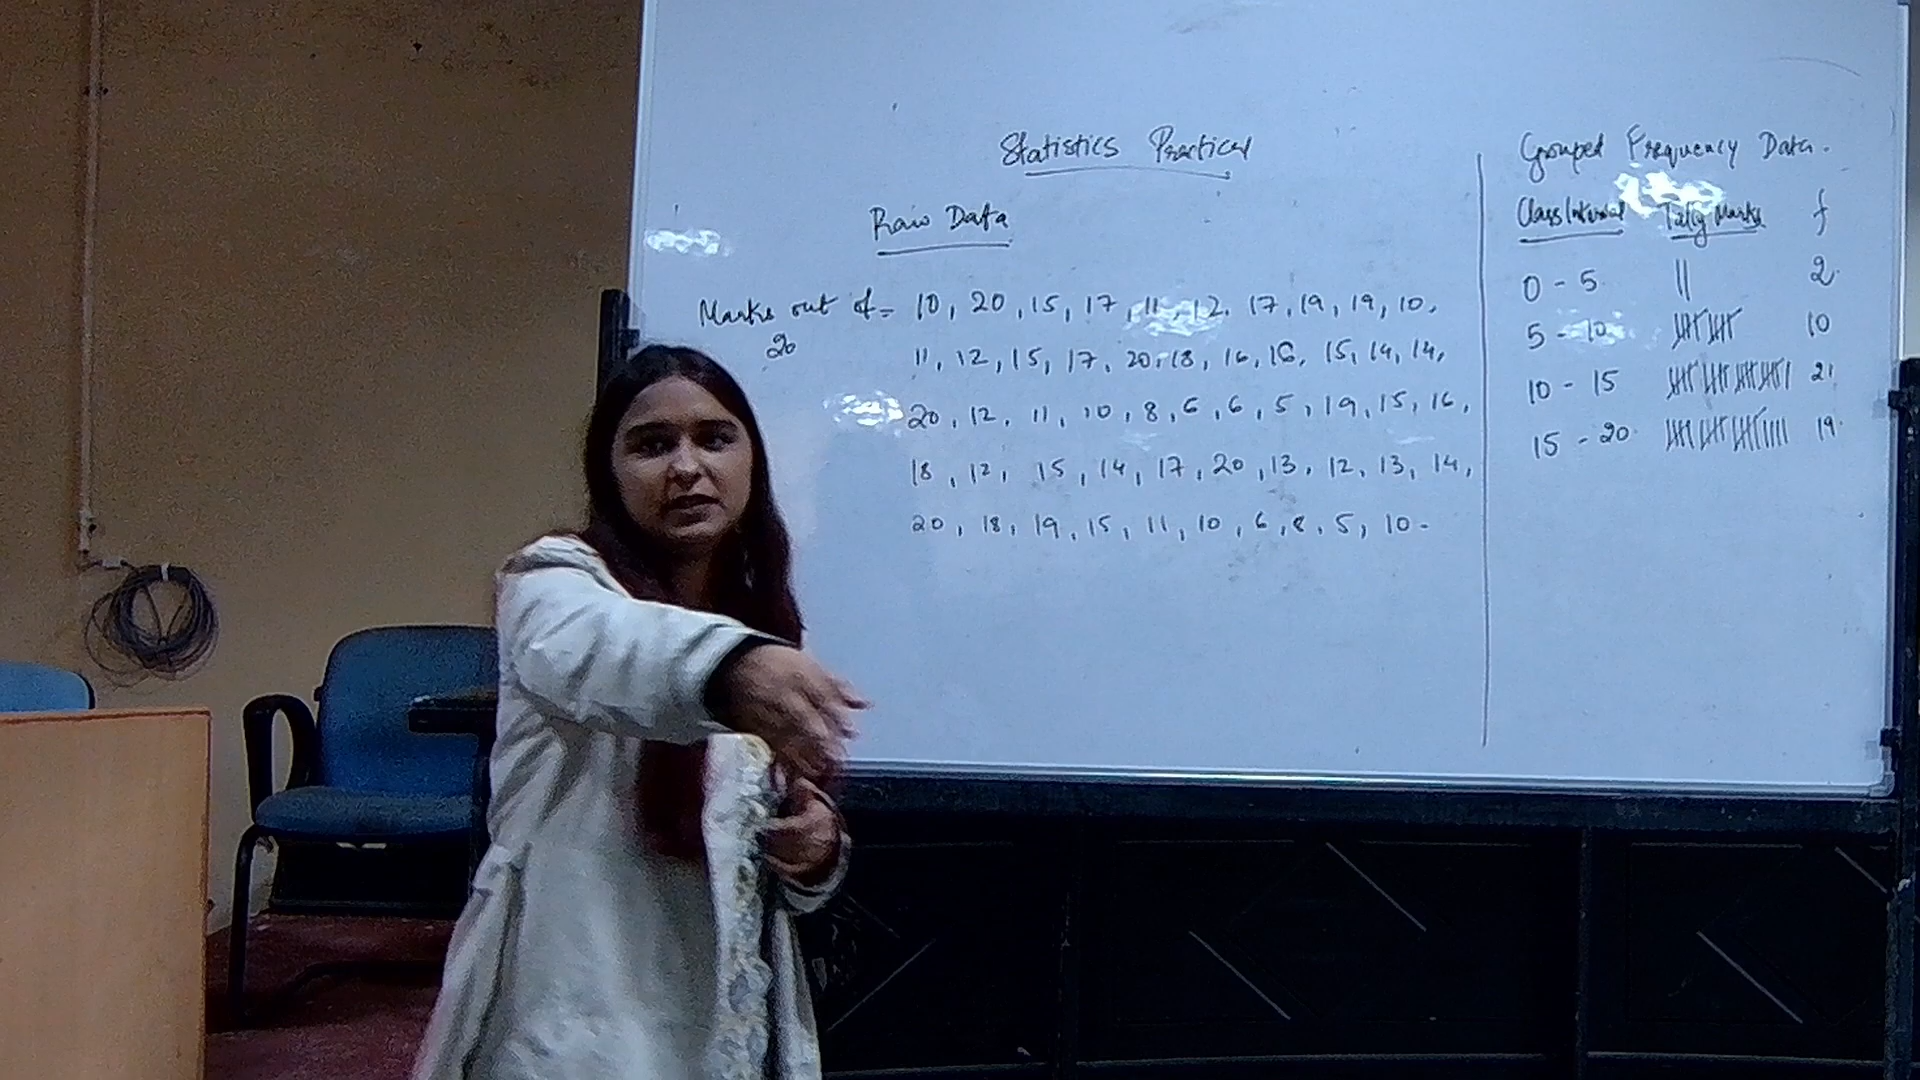 Statistics Practical
Raw Data
Marks out of = 10, 20, 15, 17, 11, 12, 17, 19, 19, 10,
20
11, 12, 15, 17, 20, 18, 16, 16, 15, 14, 14,
20, 12, 11, 10, 8, 6, 6, 5, 19, 15, 16,
18, 12, 15, 14, 17, 20, 13, 12, 13, 14,
20, 18, 19, 15, 11, 10, 6, 8, 5, 10.
Grouped Frequency Data.
Class Interval Tally Marks f
0 - 5 || 2
5 - 10 10
10 - 15 21
15 - 20 19